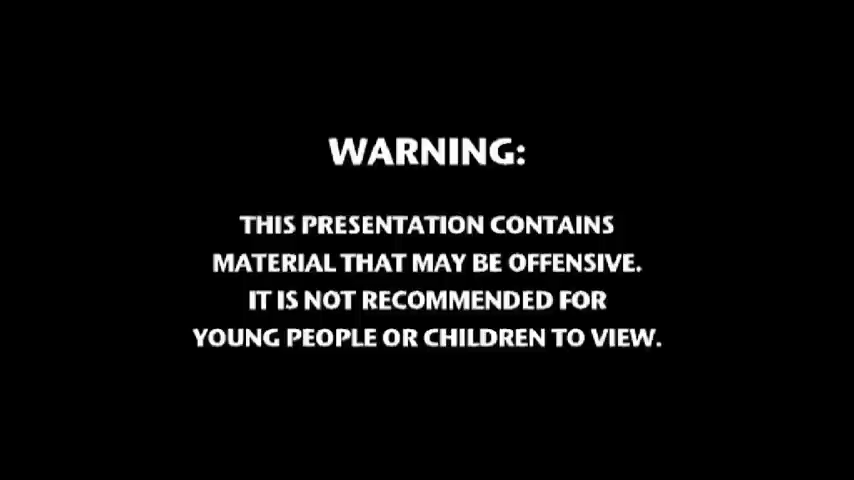 WARNING:
THIS PRESENTATION CONTAINS
MATERIAL THAT MAY BE OFFENSIVE.
IT IS NOT RECOMMENDED FOR
YOUNG PEOPLE OR CHILDREN TO VIEW.